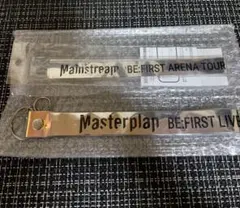 Mainstream BE:FIRST ARENA TOUR
Masterplan BE:FIRST LIVE